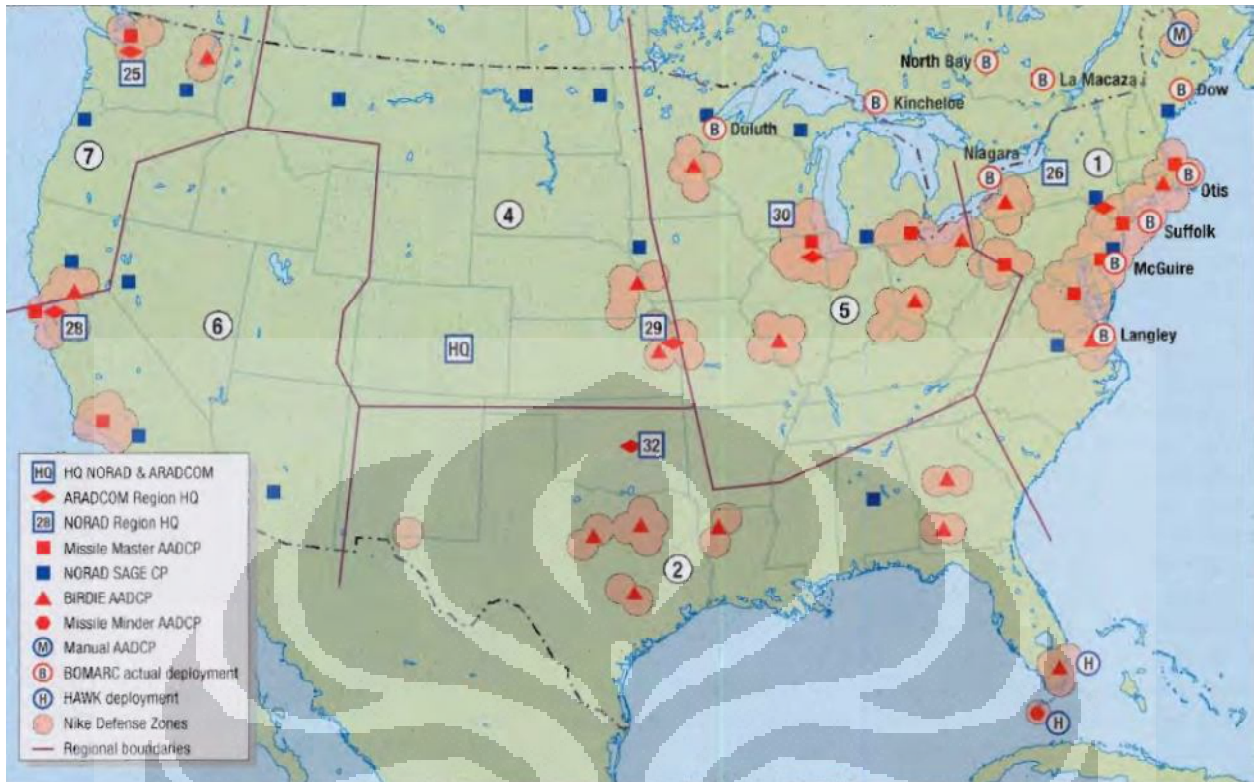 M
North Bay B
B La Macaza
B Dow
25
B Kincheloe
B Duluth
7
Niagara
B
26
1
B
Otis
4
30
B
Suffolk
B
McGuire
5
28
6
29
HQ
B Langley
32
2
H
H
HQ HQ NORAD & ARADCOM
ARADCOM Region HQ
28 NORAD Region HQ
Missile Master AADCP
NORAD SAGE CP
BIRDIE AADCP
Missile Minder AADCP
M Manual AADCP
B BOMARC actual deployment
H HAWK deployment
Nike Defense Zones
Regional boundaries